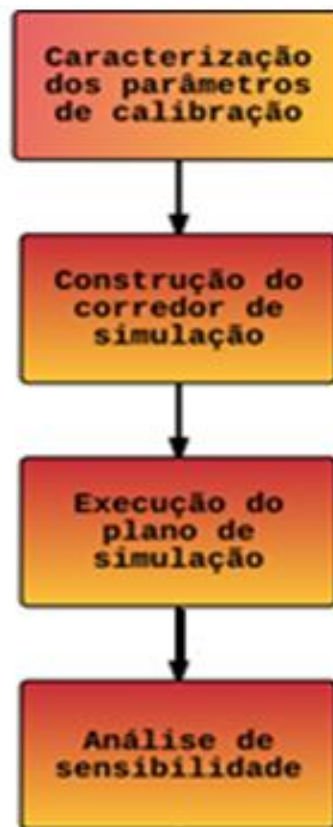 Caracterização
dos parâmetros
de calibração
Construção do
corredor de
simulação
Execução do
plano de
simulação
Análise de
sensibilidade